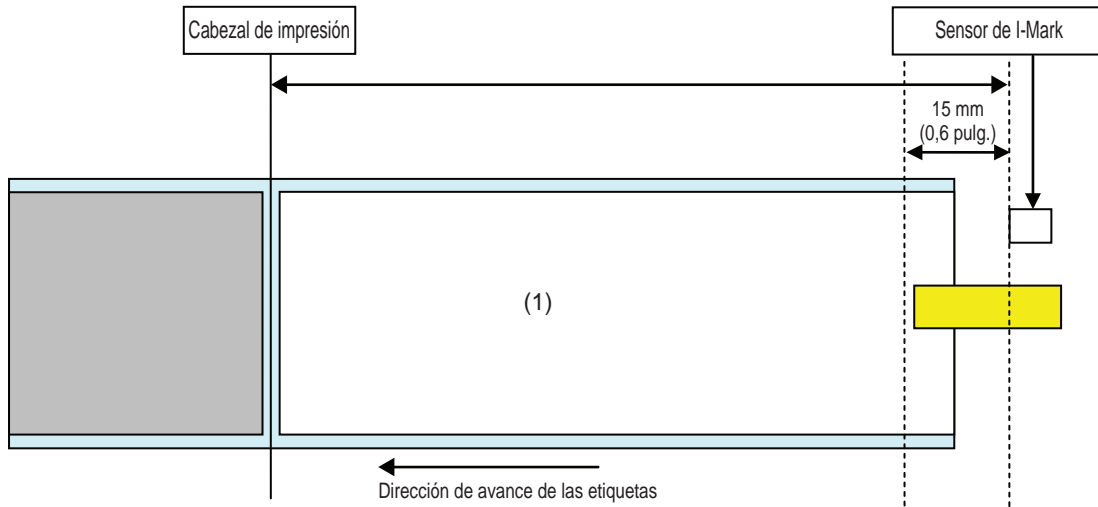 Cabezal de impresión
Sensor de I-Mark
15 mm
(0,6 pulg.)
(1)
Dirección de avance de las etiquetas